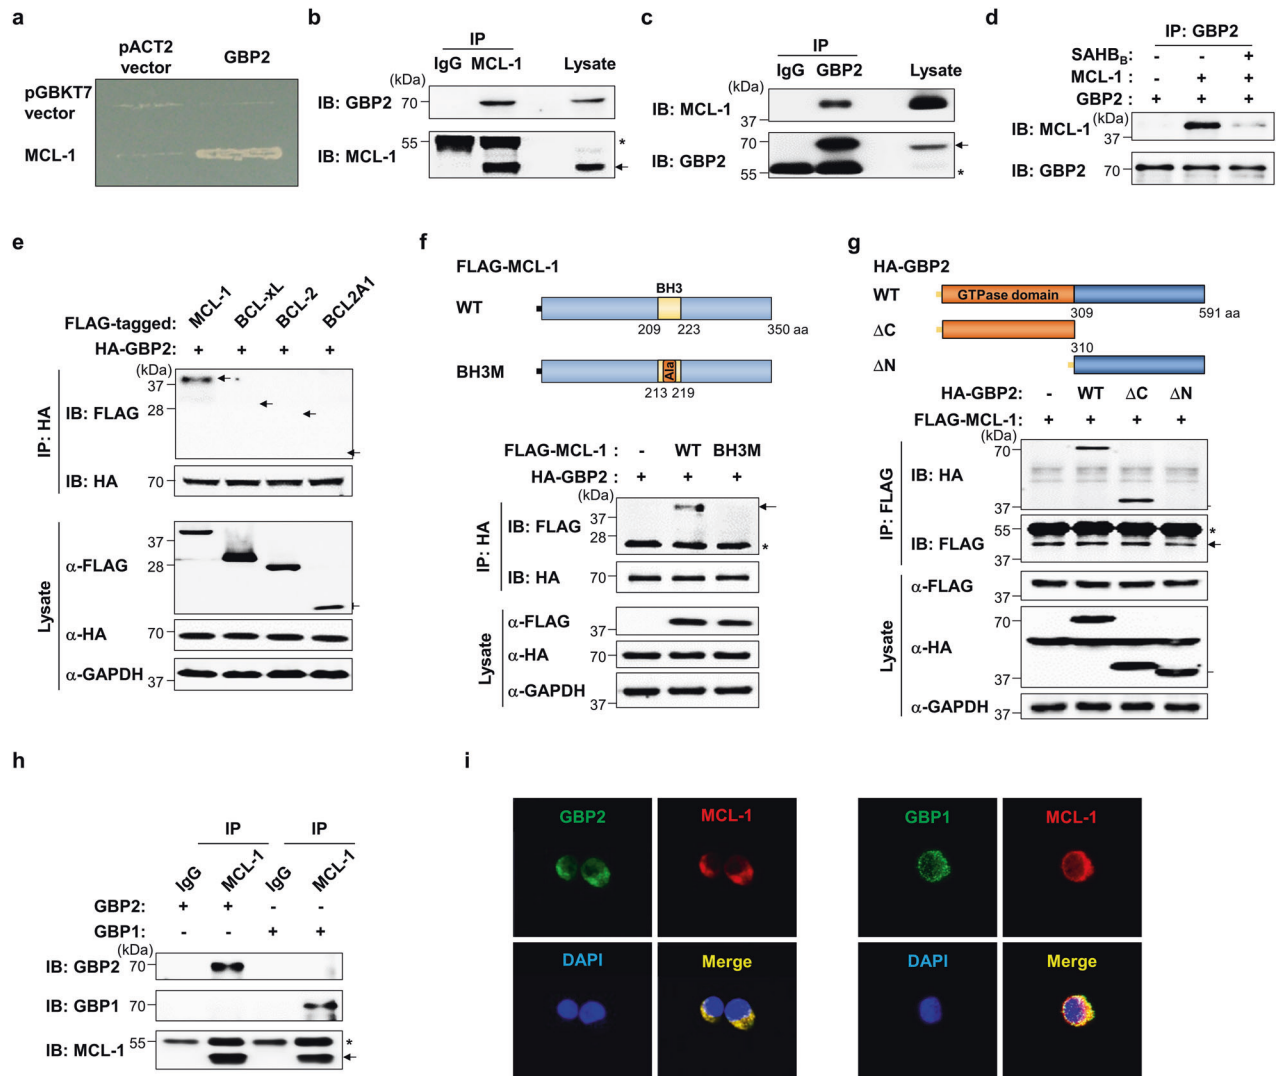 a
pACT2
vector
GBP2
pGBKT7
vector
MCL-1
b
IP
IgG MCL-1 Lysate
(kDa)
IB: GBP2 70
IB: MCL-1 55 *
c
IP
IgG GBP2 Lysate
(kDa)
IB: MCL-1
37
IB: GBP2 70
55 *
d
IP: GBP2
SAHBB: - - +
MCL-1 : - + +
GBP2 : + + +
(kDa)
IB: MCL-1
37
IB: GBP2 70
e
FLAG-tagged: MCL-1 BCL-xL BCL-2 BCL2A1
HA-GBP2: + + + +
(kDa)
IP: HA
37
IB: FLAG 28
IB: HA 70
Lysate
37
α-FLAG 28
α-HA 70
α-GAPDH 37
f
FLAG-MCL-1
BH3
WT
209 223 350 aa
BH3M Ala
213 219
FLAG-MCL-1 : - WT BH3M
HA-GBP2 : + + +
(kDa)
IP: HA
IB: FLAG 37
28 *
IB: HA 70
Lysate
α-FLAG 37
α-HA 70
α-GAPDH 37
g
HA-GBP2
WT GTPase domain
309 591 aa
ΔC
310
ΔN
HA-GBP2: - WT ΔC ΔN
FLAG-MCL-1: + + + +
(kDa)
IP: FLAG
70
IB: HA
37
55 *
IB: FLAG
37
Lysate
α-FLAG 37
70
α-HA
37
α-GAPDH 37
h
IP IP
IgG MCL-1 IgG MCL-1
GBP2: + + - -
GBP1: - - + +
(kDa)
IB: GBP2 70
IB: GBP1 70
IB: MCL-1 55 *
i
GBP2 MCL-1 GBP1 MCL-1
DAPI Merge DAPI Merge